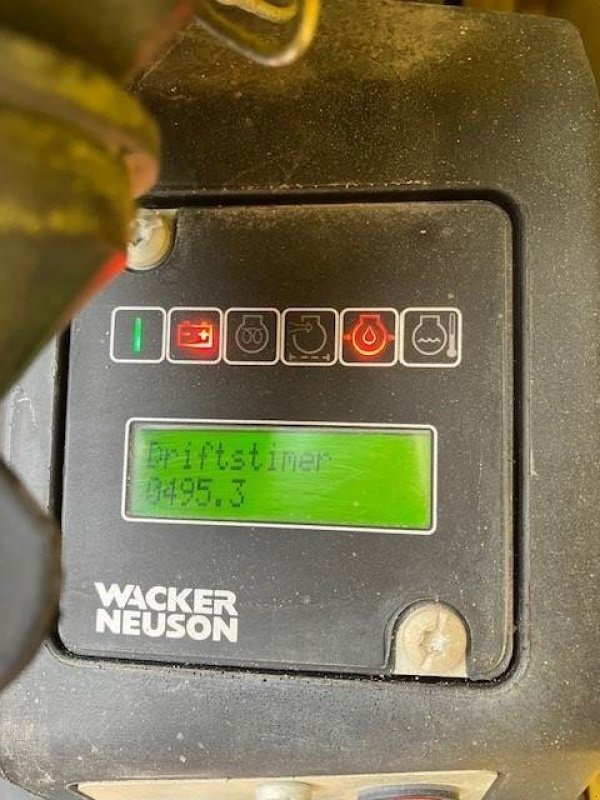 Driftstimer
0495.3
WACKER
NEUSON